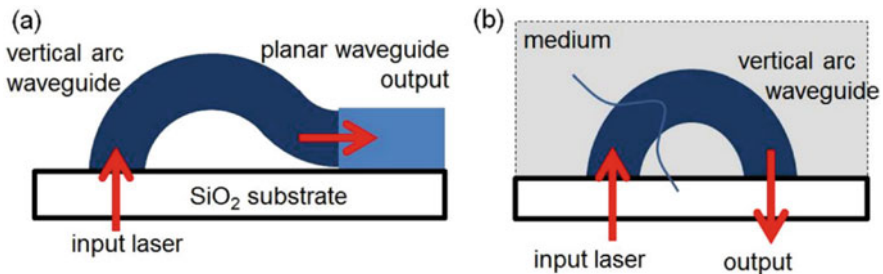 (a)
vertical arc
waveguide
planar waveguide
output
SiO₂ substrate
input laser
(b)
medium
vertical arc
waveguide
input laser
output